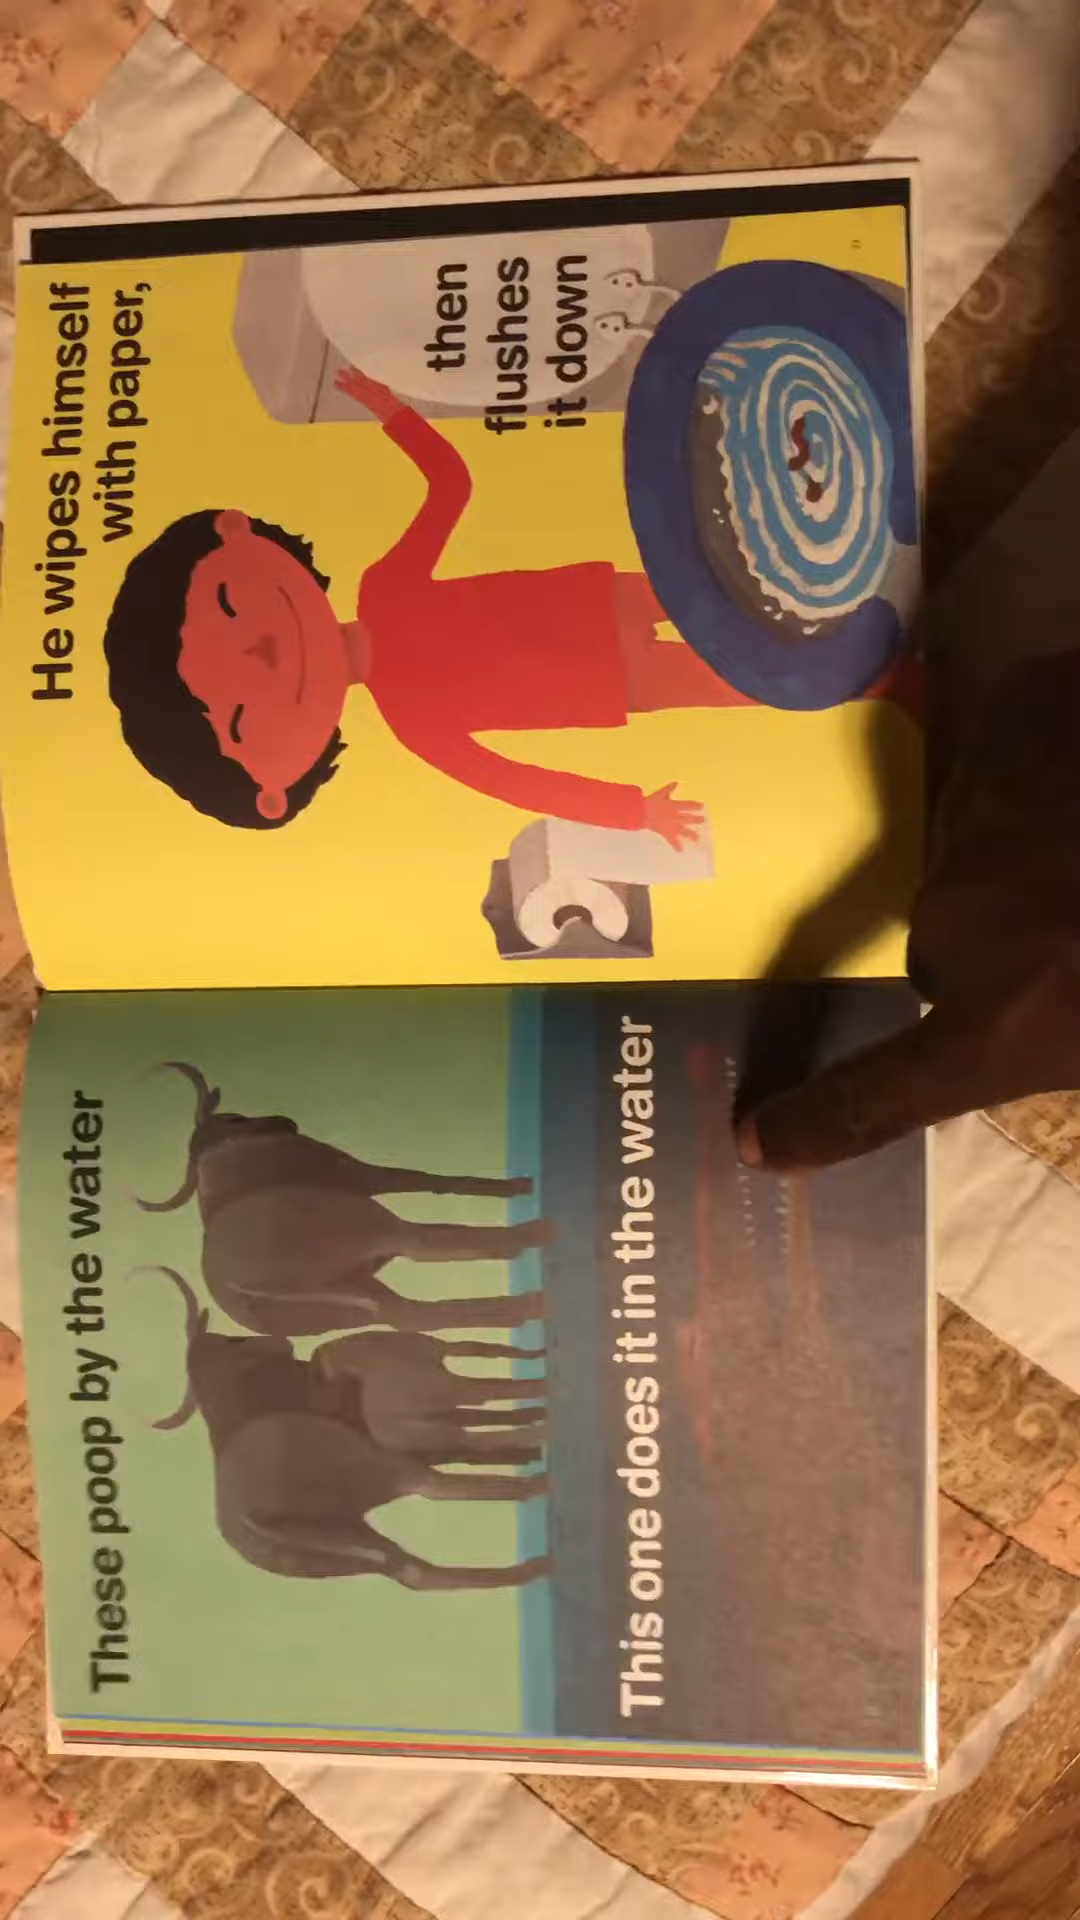 These poop by the water
This one does it in the water
He wipes himself
with paper,
then
flushes
it down